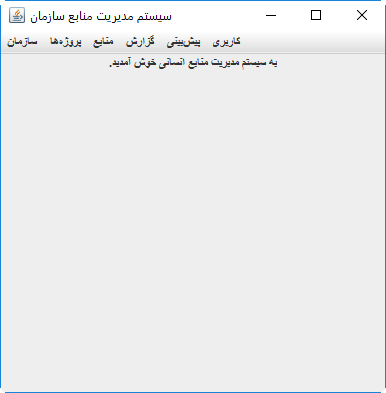 سیستم مدیریت منابع سازمان
سازمان پروژه‌ها منابع گزارش پیش‌بینی کاربری
به سیستم مدیریت منابع انسانی خوش آمدید.